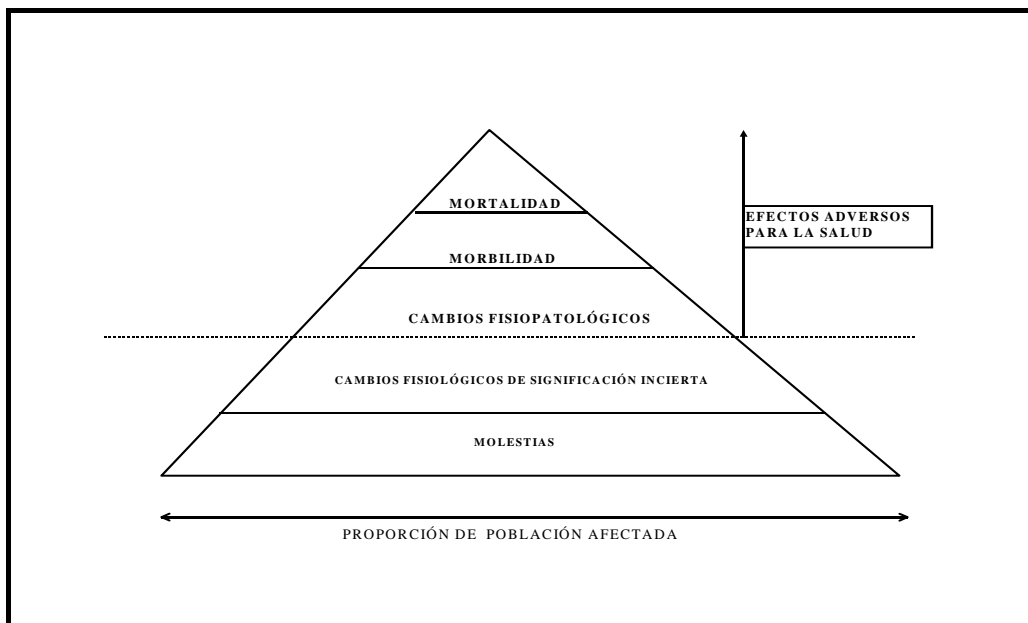 MORTALIDAD
EFECTOS ADVERSOS
PARA LA SALUD
MORBILIDAD
CAMBIOS FISIOPATOLÓGICOS
CAMBIOS FISIOLÓGICOS DE SIGNIFICACIÓN INCIERTA
MOLESTIAS
PROPORCIÓN DE POBLACIÓN AFECTADA